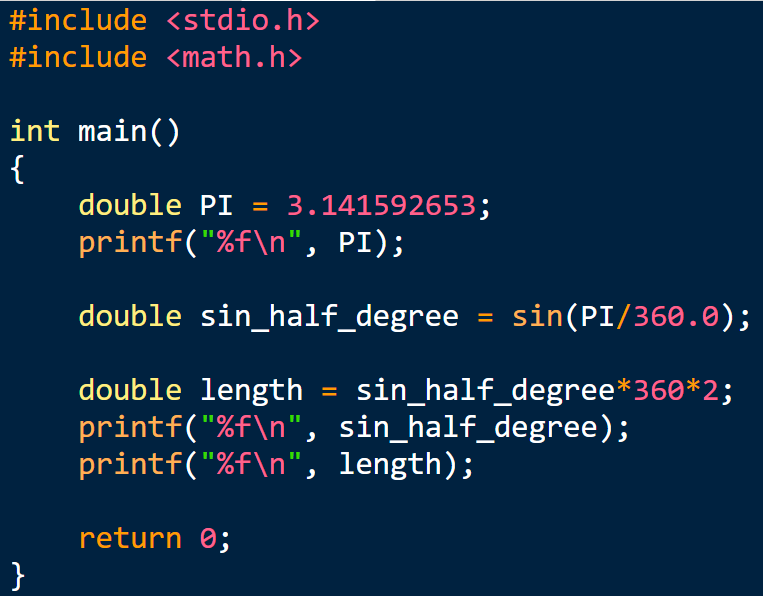 #include <stdio.h>
#include <math.h>

int main()
{
    double PI = 3.141592653;
    printf("%f\n", PI);

    double sin_half_degree = sin(PI/360.0);

    double length = sin_half_degree*360*2;
    printf("%f\n", sin_half_degree);
    printf("%f\n", length);

    return 0;
}